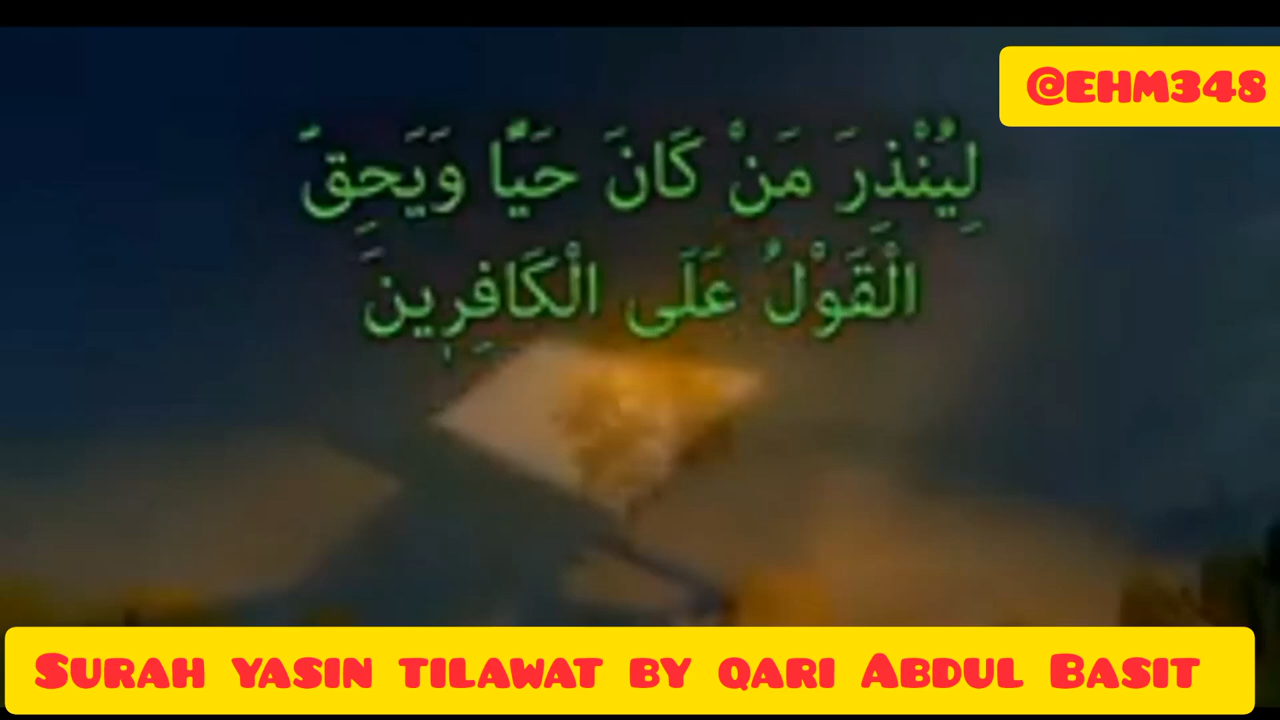 @EHM348
لِيُنْذِرَ مَنْ كَانَ حَيًّا وَيَحِقَّ
الْقَوْلُ عَلَى الْكَافِرِينَ
SURAH YASIN TILAWAT BY QARI ABDUL BASIT